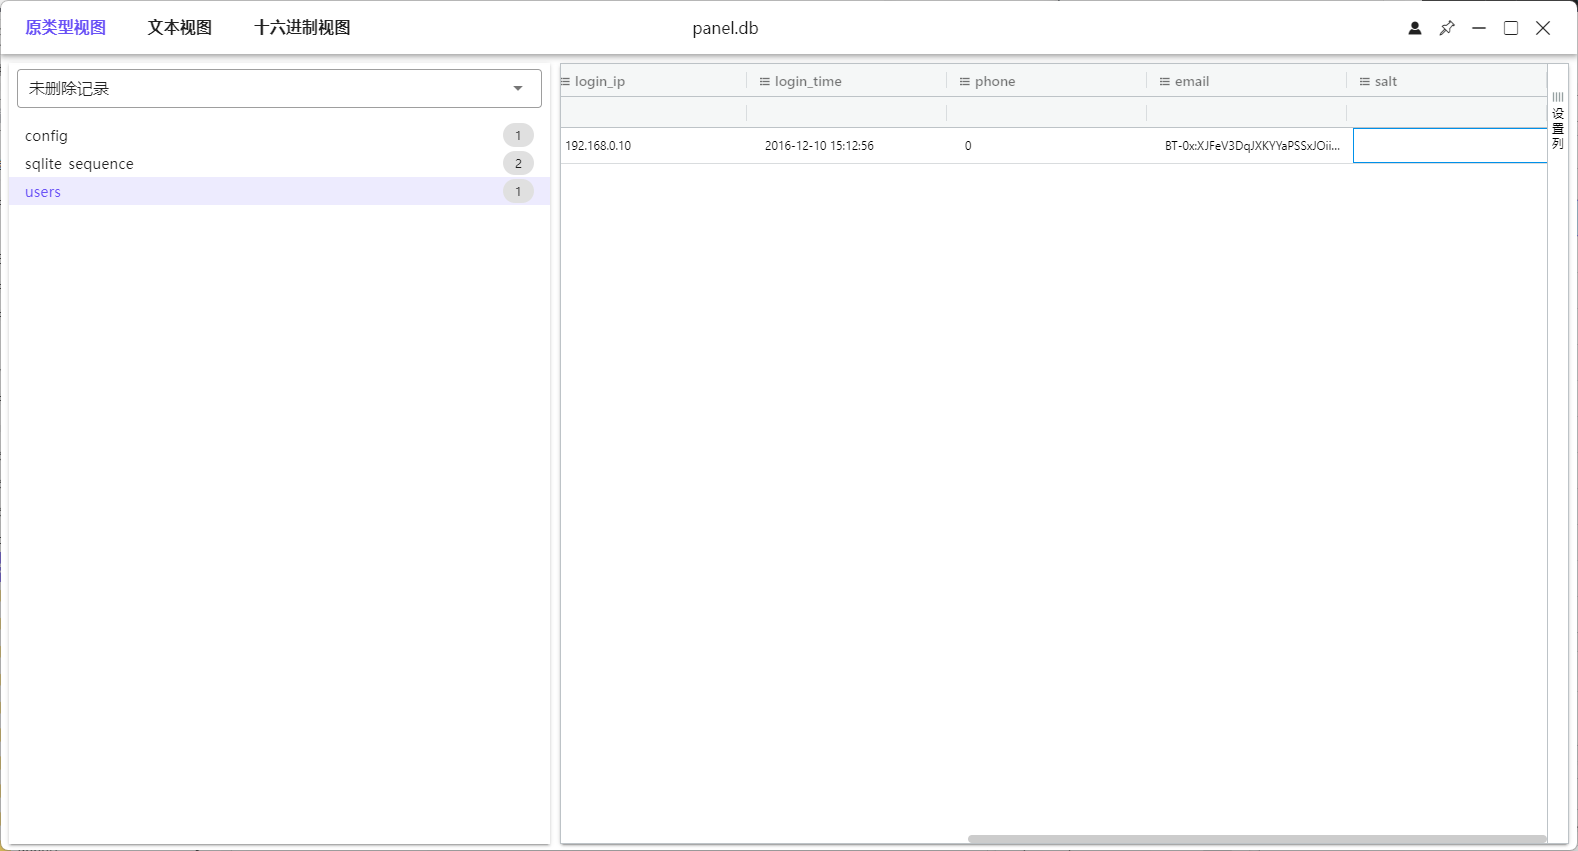 原类型视图 文本视图 十六进制视图 panel.db
未删除记录
config 1
sqlite_sequence 2
users 1
login_ip login_time phone email salt
192.168.0.10 2016-12-10 15:12:56 0 BT-0x:XJFeV3DqJXKYYaPSSxJOii...
设置列